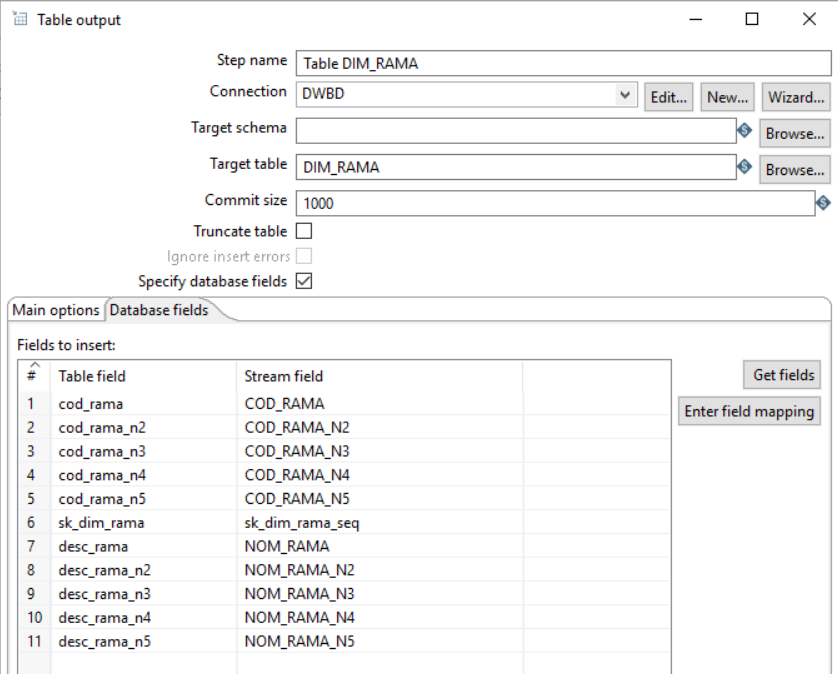 Table output
Step name Table DIM_RAMA
Connection DWBD Edit... New... Wizard...
Target schema Browse...
Target table DIM_RAMA Browse...
Commit size 1000
Truncate table
Ignore insert errors
Specify database fields
Main options Database fields
Fields to insert:
# Table field Stream field
Get fields
1 cod_rama COD_RAMA
Enter field mapping
2 cod_rama_n2 COD_RAMA_N2
3 cod_rama_n3 COD_RAMA_N3
4 cod_rama_n4 COD_RAMA_N4
5 cod_rama_n5 COD_RAMA_N5
6 sk_dim_rama sk_dim_rama_seq
7 desc_rama NOM_RAMA
8 desc_rama_n2 NOM_RAMA_N2
9 desc_rama_n3 NOM_RAMA_N3
10 desc_rama_n4 NOM_RAMA_N4
11 desc_rama_n5 NOM_RAMA_N5